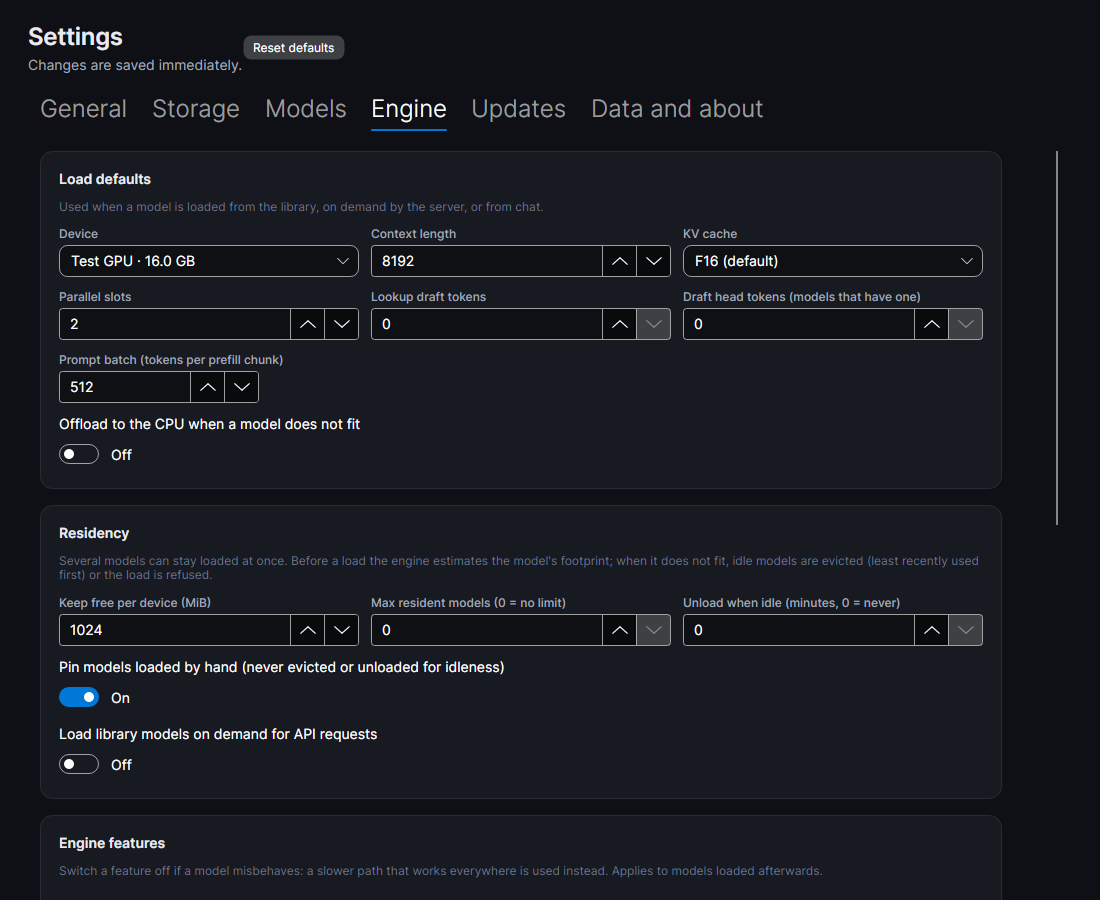 Settings
Reset defaults
Changes are saved immediately.
General Storage Models Engine Updates Data and about
Load defaults
Used when a model is loaded from the library, on demand by the server, or from chat.
Device Context length KV cache
Test GPU · 16.0 GB 8192 F16 (default)
Parallel slots Lookup draft tokens Draft head tokens (models that have one)
2 0 0
Prompt batch (tokens per prefill chunk)
512
Offload to the CPU when a model does not fit
Off
Residency
Several models can stay loaded at once. Before a load the engine estimates the model's footprint; when it does not fit, idle models are evicted (least recently used
first) or the load is refused.
Keep free per device (MiB) Max resident models (0 = no limit) Unload when idle (minutes, 0 = never)
1024 0 0
Pin models loaded by hand (never evicted or unloaded for idleness)
On
Load library models on demand for API requests
Off
Engine features
Switch a feature off if a model misbehaves: a slower path that works everywhere is used instead. Applies to models loaded afterwards.